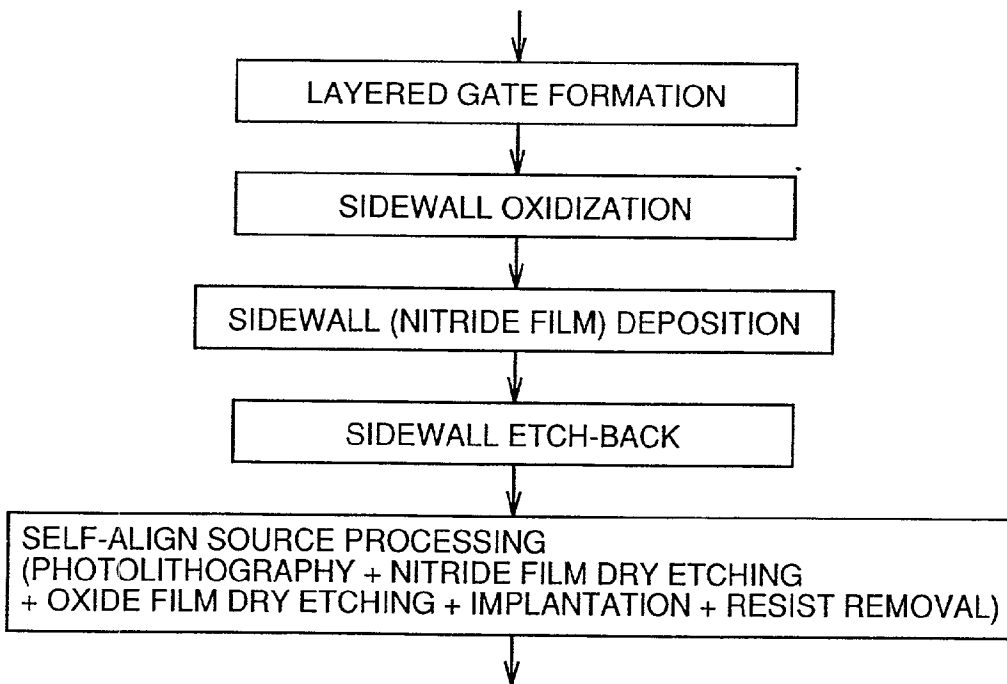 LAYERED GATE FORMATION
SIDEWALL OXIDIZATION
SIDEWALL (NITRIDE FILM) DEPOSITION
SIDEWALL ETCH-BACK
SELF-ALIGN SOURCE PROCESSING
(PHOTOLITHOGRAPHY + NITRIDE FILM DRY ETCHING
+ OXIDE FILM DRY ETCHING + IMPLANTATION + RESIST REMOVAL)